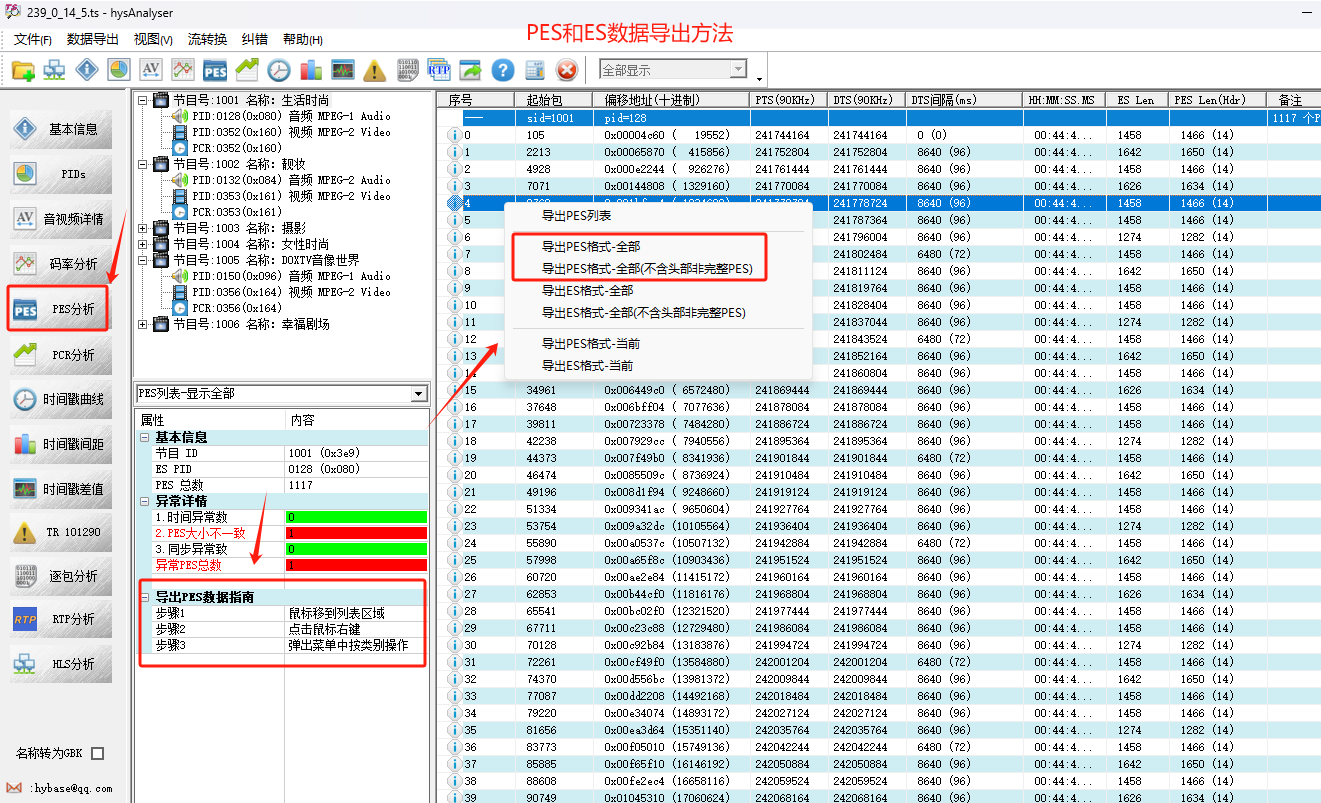 239_0_14_5.ts - hysAnalyser
PES和ES数据导出方法
文件(F) 数据导出 视图(V) 流转换 纠错 帮助(H)
AV PES RTP 全部显示
基本信息
PIDs
音视频详情
码率分析
PES分析
PCR分析
时间戳曲线
时间戳间距
时间戳差值
TR 101290
逐包分析
RTP分析
HLS分析
名称转为GBK
:hybase@qq.com
节目号:1001 名称: 生活时尚
PID:0128(0x080) 音频 MPEG-1 Audio
PID:0352(0x160) 视频 MPEG-2 Video
PCR:0352(0x160)
节目号:1002 名称: 靓妆
PID:0132(0x084) 音频 MPEG-2 Audio
PID:0353(0x161) 视频 MPEG-2 Video
PCR:0353(0x161)
节目号:1003 名称: 摄影
节目号:1004 名称: 女性时尚
节目号:1005 名称: DOXTV音像世界
PID:0150(0x096) 音频 MPEG-1 Audio
PID:0356(0x164) 视频 MPEG-2 Video
PCR:0356(0x164)
节目号:1006 名称: 幸福剧场
PES列表-显示全部
属性 内容
基本信息
节目 ID 1001 (0x3e9)
ES PID 0128 (0x080)
PES 总数 1117
异常详情
1.时间异常数 0
2.PES大小不一致 1
3.同步异常致 0
异常PES总数 1
导出PES数据指南
步骤1 鼠标移到列表区域
步骤2 点击鼠标右键
步骤3 弹出菜单中按类别操作
序号 起始包 偏移地址(十进制) PTS(90KHz) DTS(90KHz) DTS间隔(ms) HH:MM:SS.MS ES Len PES Len(Hdr) 备注
sid=1001 pid=128 1117 个P
0 105 0x00004c60 ( 19552) 241744164 241744164 0 (0) 00:44:4... 1458 1466 (14)
1 2213 0x00065870 ( 415856) 241752804 241752804 8640 (96) 00:44:4... 1642 1650 (14)
2 4928 0x000e2244 ( 926276) 241761444 241761444 8640 (96) 00:44:4... 1458 1466 (14)
3 7071 0x00144808 ( 1329160) 241770084 241770084 8640 (96) 00:44:4... 1626 1634 (14)
4 241778724 8640 (96) 00:44:4... 1458 1466 (14)
5 241787364 8640 (96) 00:44:4... 1458 1466 (14)
6 241796004 8640 (96) 00:44:4... 1274 1282 (14)
7 241802484 6480 (72) 00:44:4... 1458 1466 (14)
8 241811124 8640 (96) 00:44:4... 1642 1650 (14)
9 241819764 8640 (96) 00:44:4... 1458 1466 (14)
10 241828404 8640 (96) 00:44:4... 1458 1466 (14)
11 241837044 8640 (96) 00:44:4... 1274 1282 (14)
12 241843524 6480 (72) 00:44:4... 1458 1466 (14)
13 241852164 8640 (96) 00:44:4... 1642 1650 (14)
14 241860804 8640 (96) 00:44:4... 1458 1466 (14)
导出PES列表
导出PES格式-全部
导出PES格式-全部(不含头部非完整PES)
导出ES格式-全部
导出ES格式-全部(不含头部非完整PES)
导出PES格式-当前
导出ES格式-当前
15 34961 0x006449c0 ( 6572480) 241869444 241869444 8640 (96) 00:44:4... 1626 1634 (14)
16 37648 0x006bff04 ( 7077636) 241878084 241878084 8640 (96) 00:44:4... 1458 1466 (14)
17 39811 0x00723378 ( 7484280) 241886724 241886724 8640 (96) 00:44:4... 1458 1466 (14)
18 42238 0x007929cc ( 7940556) 241895364 241895364 8640 (96) 00:44:4... 1274 1282 (14)
19 44373 0x007f49b0 ( 8341936) 241901844 241901844 6480 (72) 00:44:4... 1458 1466 (14)
20 46474 0x0085509c ( 8736924) 241910484 241910484 8640 (96) 00:44:4... 1642 1650 (14)
21 49196 0x008d1f94 ( 9248660) 241919124 241919124 8640 (96) 00:44:4... 1458 1466 (14)
22 51334 0x009341ac ( 9650604) 241927764 241927764 8640 (96) 00:44:4... 1458 1466 (14)
23 53754 0x009a32dc (10105564) 241936404 241936404 8640 (96) 00:44:4... 1274 1282 (14)
24 55890 0x00a0537c (10507132) 241942884 241942884 6480 (72) 00:44:4... 1458 1466 (14)
25 57998 0x00a65f8c (10903436) 241951524 241951524 8640 (96) 00:44:4... 1642 1650 (14)
26 60720 0x00ae2e84 (11415172) 241960164 241960164 8640 (96) 00:44:4... 1458 1466 (14)
27 62853 0x00b44cf0 (11816176) 241968804 241968804 8640 (96) 00:44:4... 1626 1634 (14)
28 65541 0x00bc02f0 (12321520) 241977444 241977444 8640 (96) 00:44:4... 1458 1466 (14)
29 67711 0x00c23c88 (12729480) 241986084 241986084 8640 (96) 00:44:4... 1458 1466 (14)
30 70128 0x00c92b84 (13183876) 241994724 241994724 8640 (96) 00:44:4... 1274 1282 (14)
31 72261 0x00cf49f0 (13584880) 242001204 242001204 6480 (72) 00:44:4... 1458 1466 (14)
32 74370 0x00d556bc (13981372) 242009844 242009844 8640 (96) 00:44:4... 1642 1650 (14)
33 77087 0x00dd2208 (14492168) 242018484 242018484 8640 (96) 00:44:4... 1458 1466 (14)
34 79220 0x00e34074 (14893172) 242027124 242027124 8640 (96) 00:44:4... 1458 1466 (14)
35 81656 0x00ea3d64 (15351140) 242035764 242035764 8640 (96) 00:44:4... 1274 1282 (14)
36 83773 0x00f05010 (15749136) 242042244 242042244 6480 (72) 00:44:4... 1458 1466 (14)
37 85885 0x00f65f10 (16146192) 242050884 242050884 8640 (96) 00:44:4... 1642 1650 (14)
38 88608 0x00fe2ec4 (16658116) 242059524 242059524 8640 (96) 00:44:4... 1458 1466 (14)
39 90749 0x01045310 (17060624) 242068164 242068164 8640 (96) 00:44:4... 1626 1634 (14)